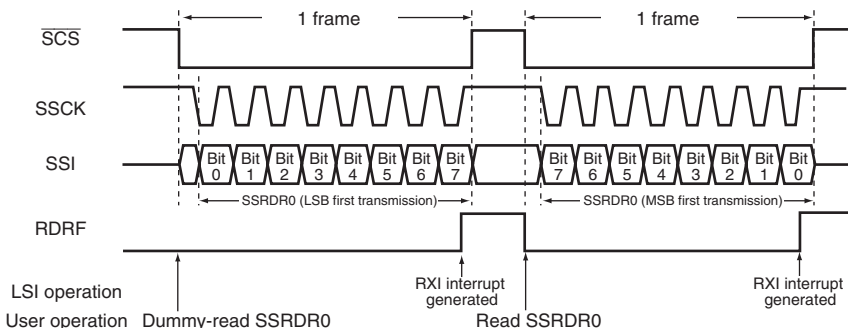 1 frame 1 frame
SCS
SSCK
SSI Bit 0 Bit 1 Bit 2 Bit 3 Bit 4 Bit 5 Bit 6 Bit 7 Bit 7 Bit 6 Bit 5 Bit 4 Bit 3 Bit 2 Bit 1 Bit 0
SSRDR0 (LSB first transmission) SSRDR0 (MSB first transmission)
RDRF
LSI operation RXI interrupt generated RXI interrupt generated
User operation Dummy-read SSRDR0 Read SSRDR0